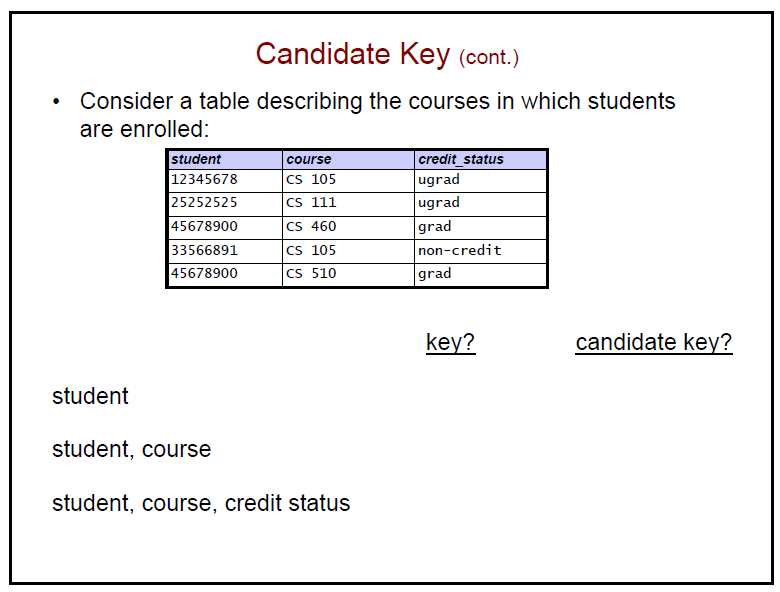 Candidate Key (cont.)
• Consider a table describing the courses in which students
are enrolled:
student course credit_status
12345678 CS 105 ugrad
25252525 CS 111 ugrad
45678900 CS 460 grad
33566891 CS 105 non-credit
45678900 CS 510 grad
key? candidate key?
student
student, course
student, course, credit status